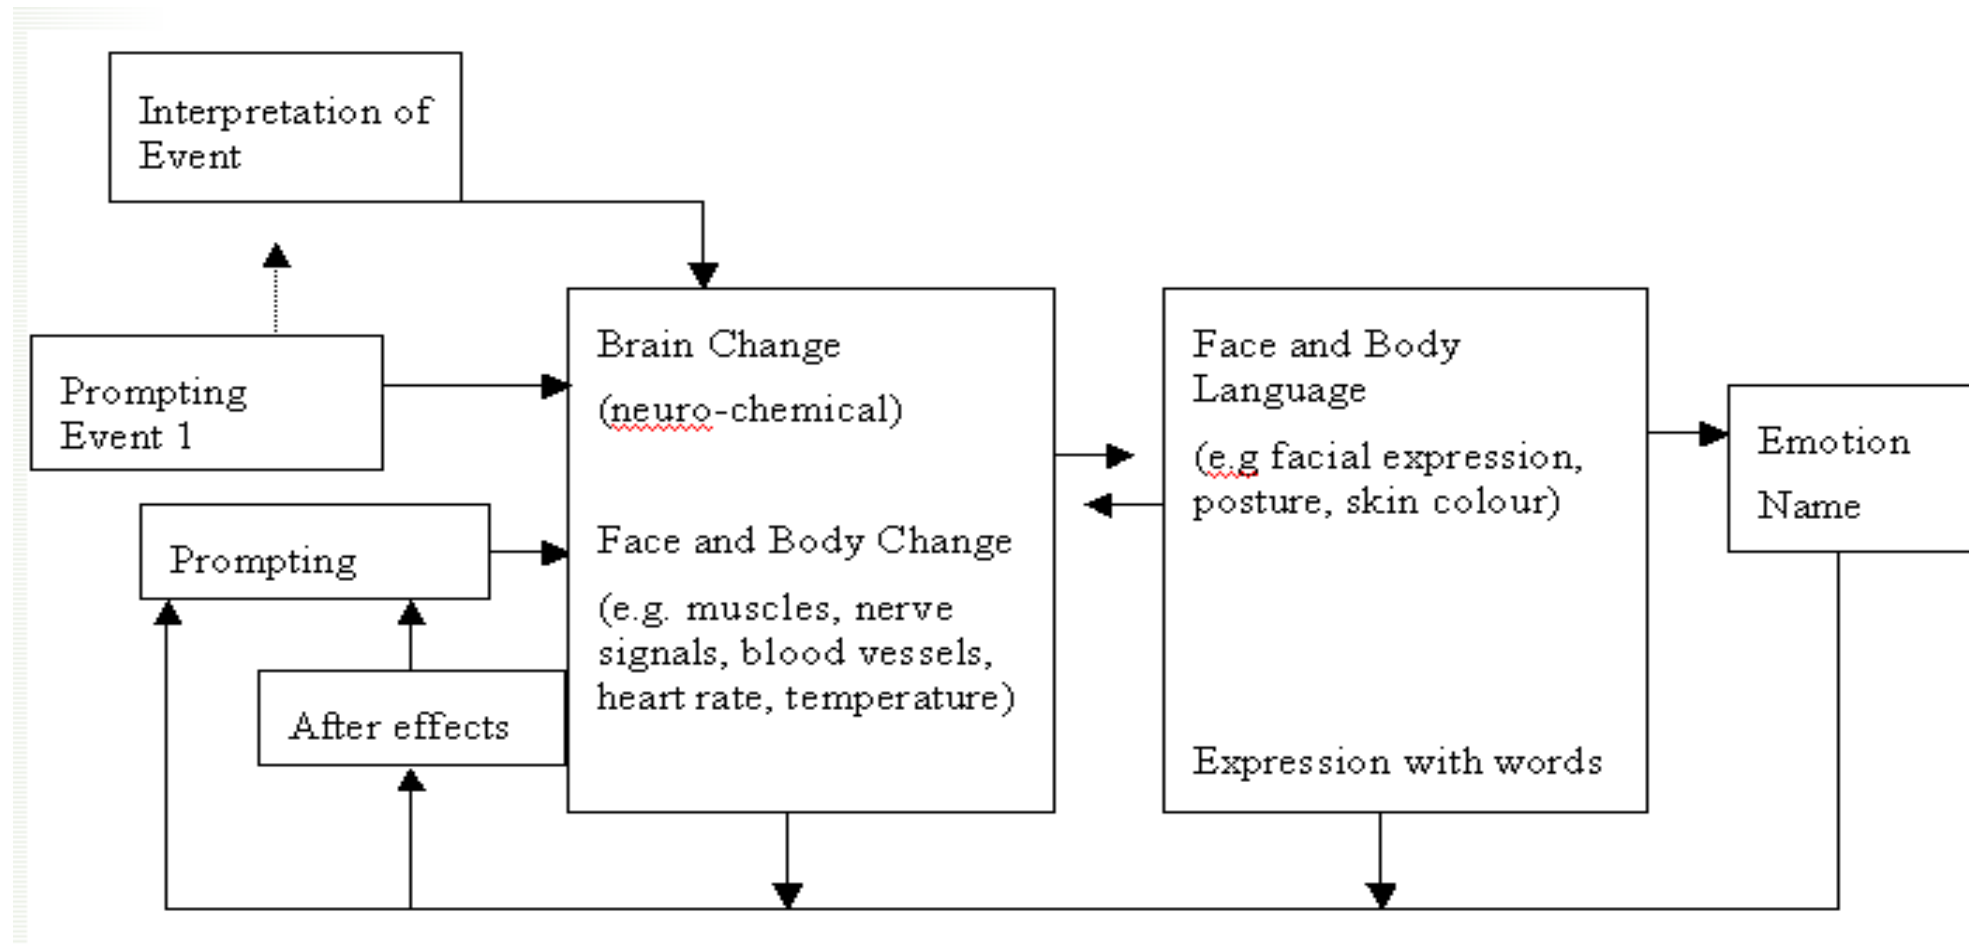 Interpretation of
Event
Prompting
Event 1
Prompting
After effects
Brain Change
(neuro-chemical)
Face and Body Change
(e.g. muscles, nerve
signals, blood vessels,
heart rate, temperature)
Face and Body
Language
(e.g facial expression,
posture, skin colour)
Expression with words
Emotion
Name